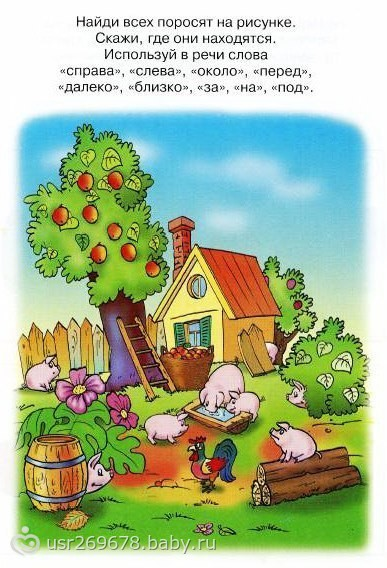 Найди всех поросят на рисунке.
Скажи, где они находятся.
Используй в речи слова
«справа», «слева», «около», «перед»,
«далеко», «близко», «за», «на», «под».
usr269678.baby.ru